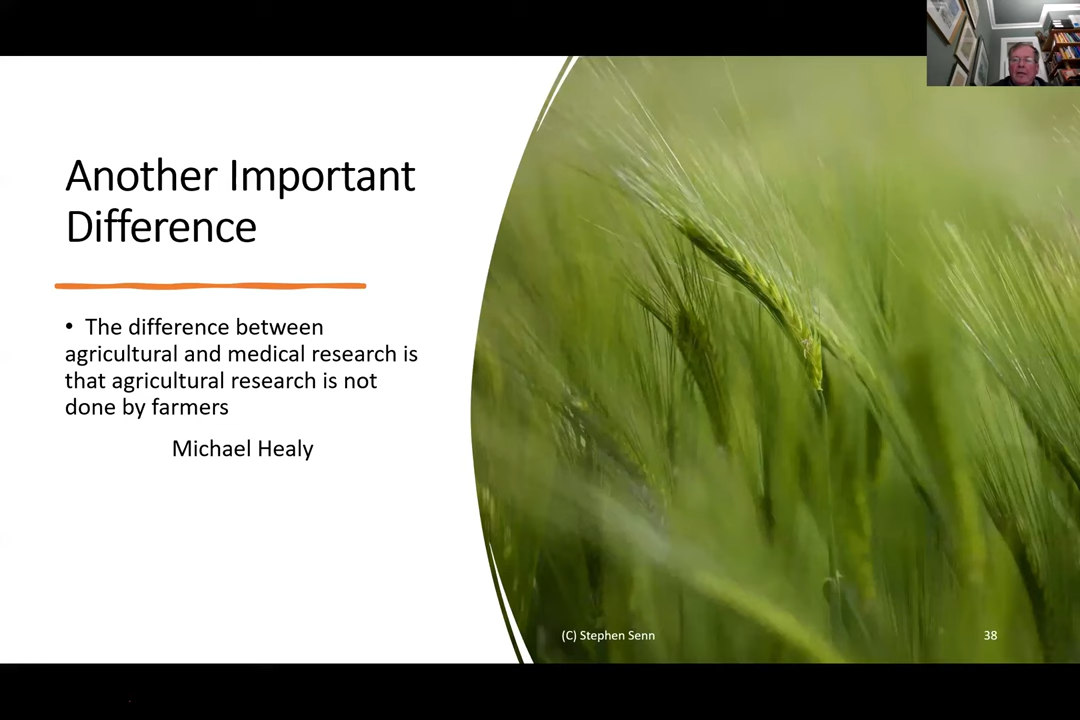 Another Important
Difference
• The difference between
agricultural and medical research is
that agricultural research is not
done by farmers
Michael Healy
(C) Stephen Senn
38